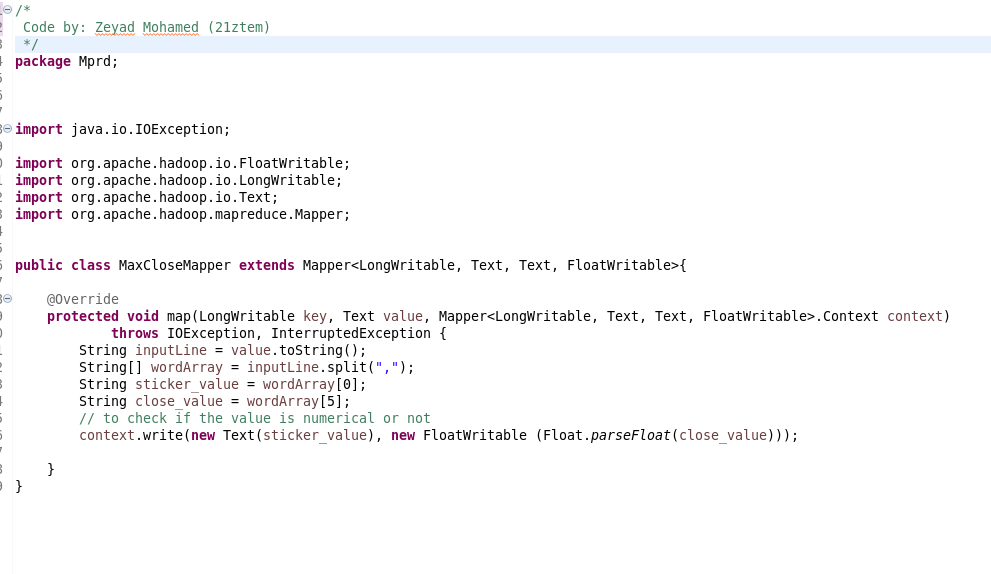 /*
 Code by: Zeyad Mohamed (21ztem)
 */
package Mprd;
import java.io.IOException;
import org.apache.hadoop.io.FloatWritable;
import org.apache.hadoop.io.LongWritable;
import org.apache.hadoop.io.Text;
import org.apache.hadoop.mapreduce.Mapper;
public class MaxCloseMapper extends Mapper<LongWritable, Text, Text, FloatWritable>{
    @Override
    protected void map(LongWritable key, Text value, Mapper<LongWritable, Text, Text, FloatWritable>.Context context)
            throws IOException, InterruptedException {
        String inputLine = value.toString();
        String[] wordArray = inputLine.split(",");
        String sticker_value = wordArray[0];
        String close_value = wordArray[5];
        // to check if the value is numerical or not
        context.write(new Text(sticker_value), new FloatWritable (Float.parseFloat(close_value)));
    }
}